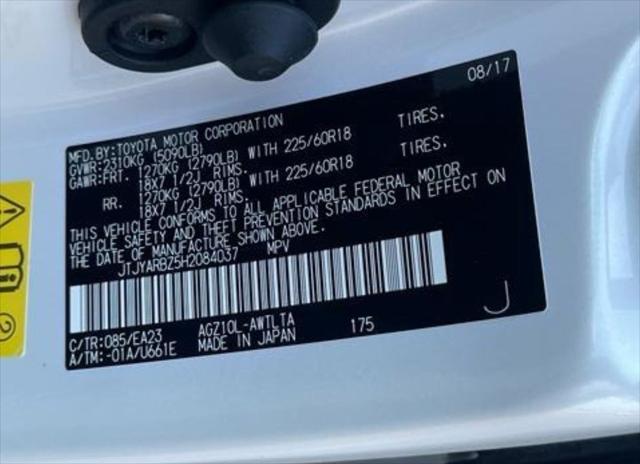 MFD.BY:TOYOTA MOTOR CORPORATION 08/17
GVWR:2310KG (5090LB)
GAWR:FRT. 1270KG (2790LB) WITH 225/60R18 TIRES.
18X7 1/2J RIMS.
RR. 1270KG (2790LB) WITH 225/60R18 TIRES.
18X7 1/2J RIMS.
THIS VEHICLE CONFORMS TO ALL APPLICABLE FEDERAL MOTOR
VEHICLE SAFETY AND THEFT PREVENTION STANDARDS IN EFFECT ON
THE DATE OF MANUFACTURE SHOWN ABOVE.
JTJYARBZ5H2084037 MPV
C/TR:085/EA23 AGZ10L-AWTLTA 175 J
A/TM:-01A/U661E MADE IN JAPAN